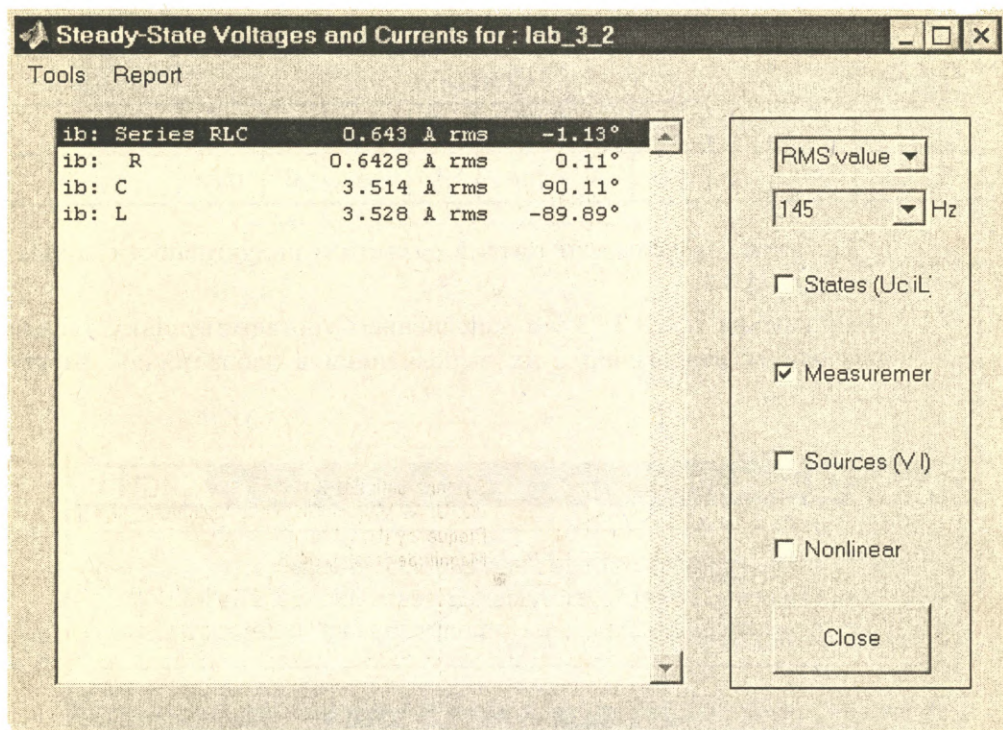 Steady-State Voltages and Currents for : lab_3_2
Tools Report
ib: Series RLC 0.643 A rms -1.13°
ib: R 0.6428 A rms 0.11°
ib: C 3.514 A rms 90.11°
ib: L 3.528 A rms -89.89°
RMS value
145 Hz
States (Uc iL
Measuremen
Sources (V I)
Nonlinear
Close